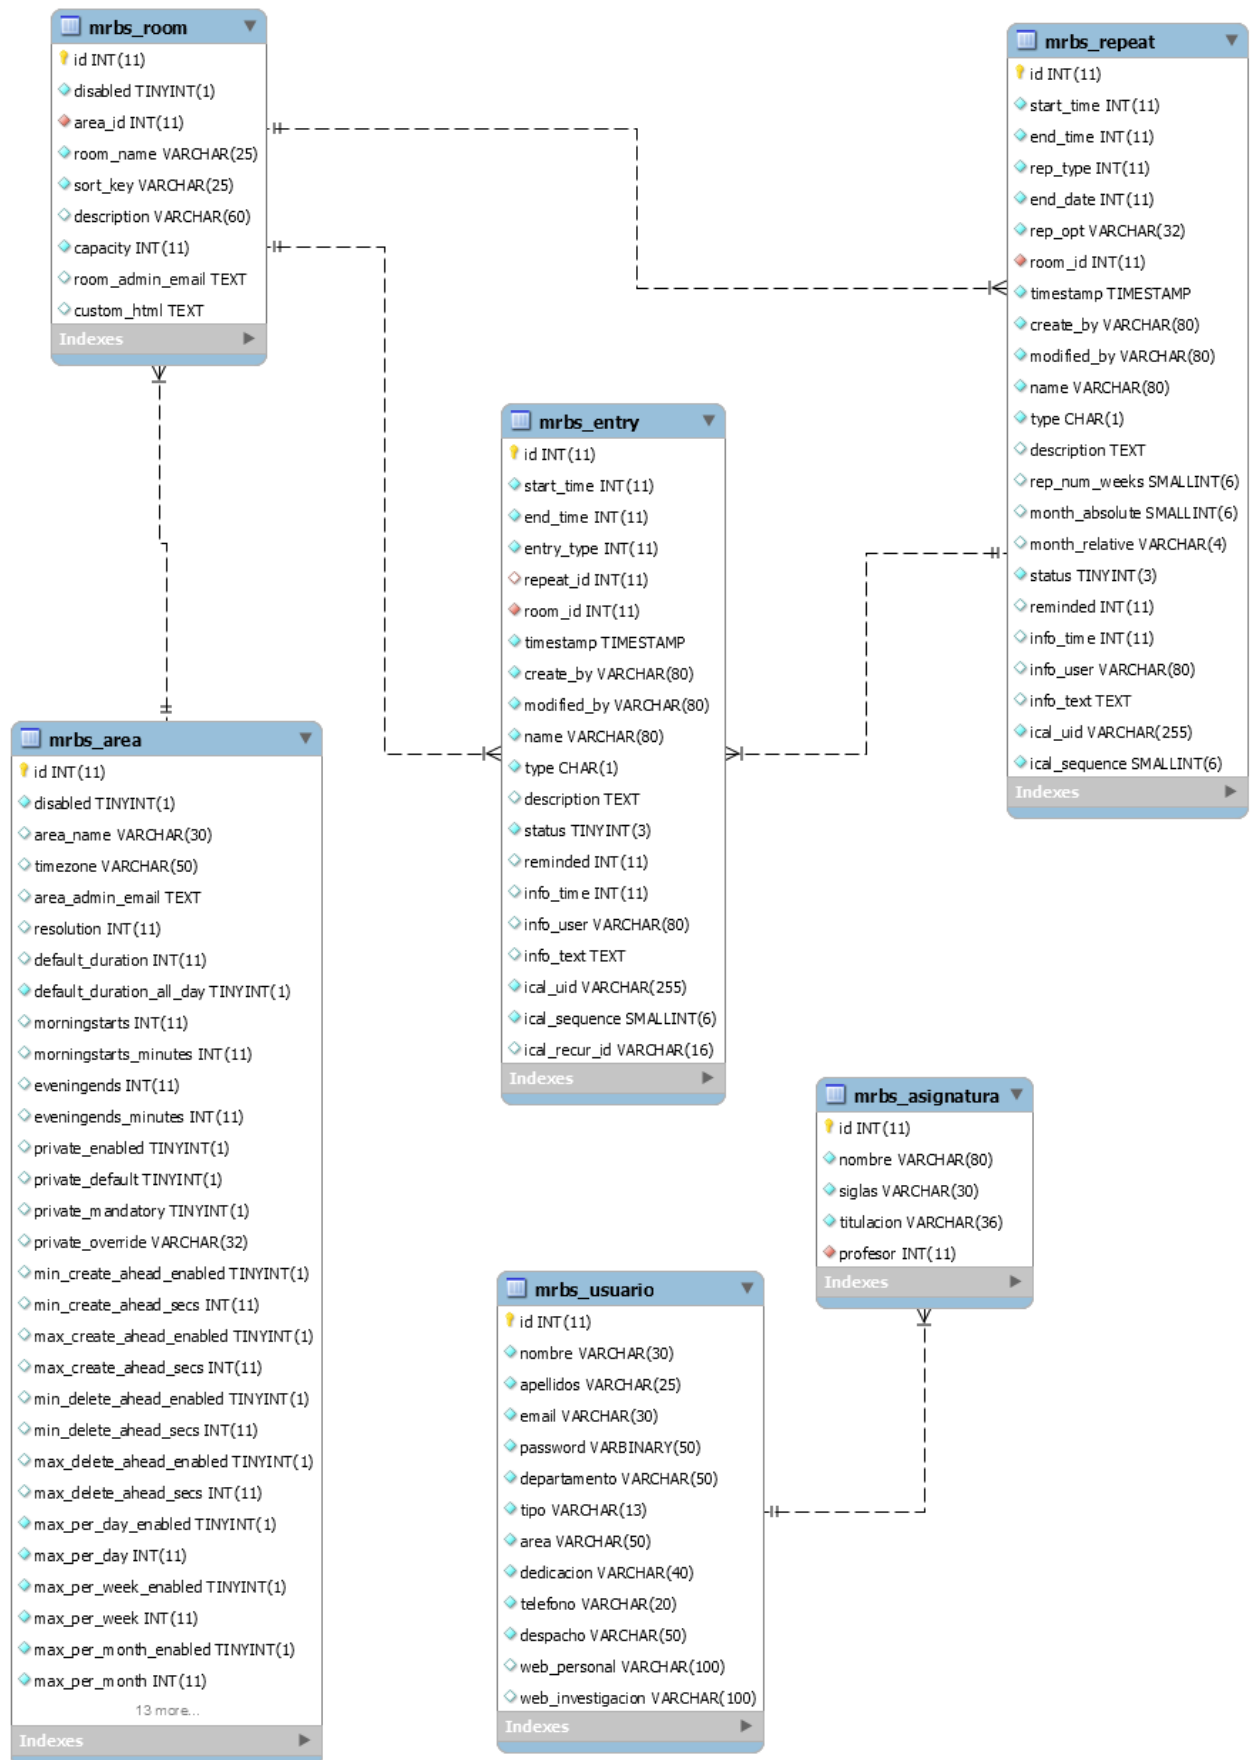 mrbs_room
id INT(11)
disabled TINYINT(1)
area_id INT(11)
room_name VARCHAR(25)
sort_key VARCHAR(25)
description VARCHAR(60)
capacity INT(11)
room_admin_email TEXT
custom_html TEXT
Indexes
mrbs_repeat
id INT(11)
start_time INT(11)
end_time INT(11)
rep_type INT(11)
end_date INT(11)
rep_opt VARCHAR(32)
room_id INT(11)
timestamp TIMESTAMP
create_by VARCHAR(80)
modified_by VARCHAR(80)
name VARCHAR(80)
type CHAR(1)
description TEXT
rep_num_weeks SMALLINT(6)
month_absolute SMALLINT(6)
month_relative VARCHAR(4)
status TINYINT(3)
reminded INT(11)
info_time INT(11)
info_user VARCHAR(80)
info_text TEXT
ical_uid VARCHAR(255)
ical_sequence SMALLINT(6)
Indexes
mrbs_entry
id INT(11)
start_time INT(11)
end_time INT(11)
entry_type INT(11)
repeat_id INT(11)
room_id INT(11)
timestamp TIMESTAMP
create_by VARCHAR(80)
modified_by VARCHAR(80)
name VARCHAR(80)
type CHAR(1)
description TEXT
status TINYINT(3)
reminded INT(11)
info_time INT(11)
info_user VARCHAR(80)
info_text TEXT
ical_uid VARCHAR(255)
ical_sequence SMALLINT(6)
ical_recur_id VARCHAR(16)
Indexes
mrbs_area
id INT(11)
disabled TINYINT(1)
area_name VARCHAR(30)
timezone VARCHAR(50)
area_admin_email TEXT
resolution INT(11)
default_duration INT(11)
default_duration_all_day TINYINT(1)
morningstarts INT(11)
morningstarts_minutes INT(11)
eveningends INT(11)
eveningends_minutes INT(11)
private_enabled TINYINT(1)
private_default TINYINT(1)
private_mandatory TINYINT(1)
private_override VARCHAR(32)
min_create_ahead_enabled TINYINT(1)
min_create_ahead_secs INT(11)
max_create_ahead_enabled TINYINT(1)
max_create_ahead_secs INT(11)
min_delete_ahead_enabled TINYINT(1)
min_delete_ahead_secs INT(11)
max_delete_ahead_enabled TINYINT(1)
max_delete_ahead_secs INT(11)
max_per_day_enabled TINYINT(1)
max_per_day INT(11)
max_per_week_enabled TINYINT(1)
max_per_week INT(11)
max_per_month_enabled TINYINT(1)
max_per_month INT(11)
13 more...
Indexes
mrbs_asignatura
id INT(11)
nombre VARCHAR(80)
siglas VARCHAR(30)
titulacion VARCHAR(36)
profesor INT(11)
Indexes
mrbs_usuario
id INT(11)
nombre VARCHAR(30)
apellidos VARCHAR(25)
email VARCHAR(30)
password VARBINARY(50)
departamento VARCHAR(50)
tipo VARCHAR(13)
area VARCHAR(50)
dedicacion VARCHAR(40)
telefono VARCHAR(20)
despacho VARCHAR(50)
web_personal VARCHAR(100)
web_investigacion VARCHAR(100)
Indexes